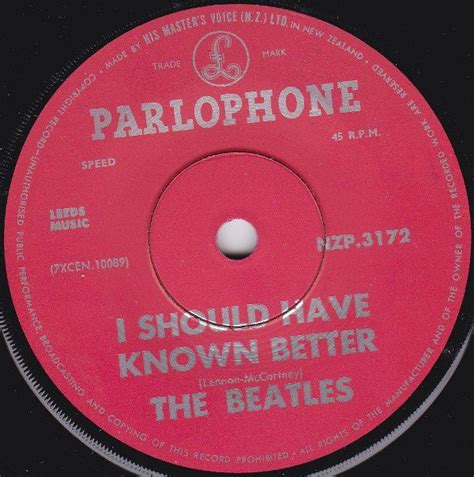 MADE BY HIS MASTER'S VOICE (N.Z.) LTD. IN NEW ZEALAND
TRADE MARK
£
PARLOPHONE
SPEED 45 R.P.M.
LEEDS
MUSIC
NZP.3172
(7XCEN.10089)
I SHOULD HAVE
KNOWN BETTER
(Lennon-McCartney)
THE BEATLES
COPYRIGHT RECORD-UNAUTHORISED PUBLIC PERFORMANCE, BROADCASTING AND COPYING OF THIS RECORD PROHIBITED. ALL RIGHTS OF THE MANUFACTURER AND OF THE OWNER OF THE RECORDED WORK ARE RESERVED